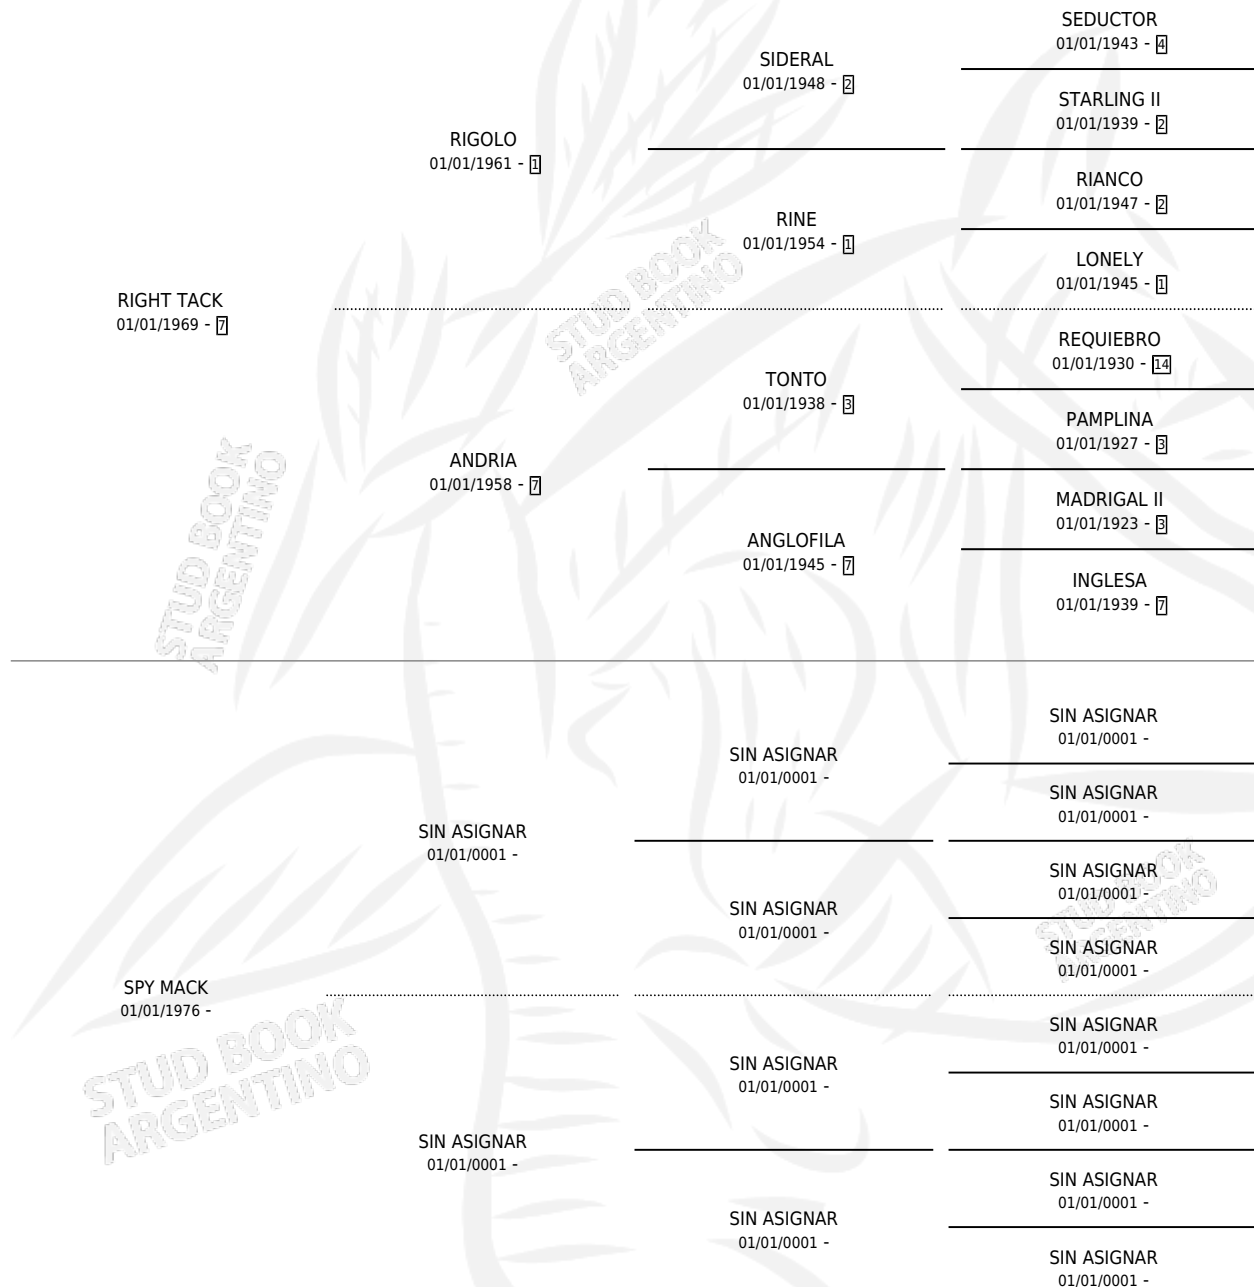 SEDUCTOR
01/01/1943 - 4
SIDERAL
01/01/1948 - 2
STARLING II
01/01/1939 - 2
RIGOLO
01/01/1961 - 1
RIANCO
01/01/1947 - 2
RINE
01/01/1954 - 1
LONELY
01/01/1945 - 1
RIGHT TACK
01/01/1969 - 7
REQUIEBRO
01/01/1930 - 14
TONTO
01/01/1938 - 3
PAMPLINA
01/01/1927 - 3
ANDRIA
01/01/1958 - 7
MADRIGAL II
01/01/1923 - 3
ANGLOFILA
01/01/1945 - 7
INGLESA
01/01/1939 - 7
STUD BOOK
ARGENTINO
STUD BOOK
ARGENTINO
SIN ASIGNAR
01/01/0001 -
SIN ASIGNAR
01/01/0001 -
SIN ASIGNAR
01/01/0001 -
SIN ASIGNAR
01/01/0001 -
SIN ASIGNAR
01/01/0001 -
SIN ASIGNAR
01/01/0001 -
SIN ASIGNAR
01/01/0001 -
SPY MACK
01/01/1976 -
SIN ASIGNAR
01/01/0001 -
SIN ASIGNAR
01/01/0001 -
SIN ASIGNAR
01/01/0001 -
SIN ASIGNAR
01/01/0001 -
SIN ASIGNAR
01/01/0001 -
SIN ASIGNAR
01/01/0001 -
SIN ASIGNAR
01/01/0001 -
STUD BOOK
ARGENTINO
STUD BOOK
ARGENTINO